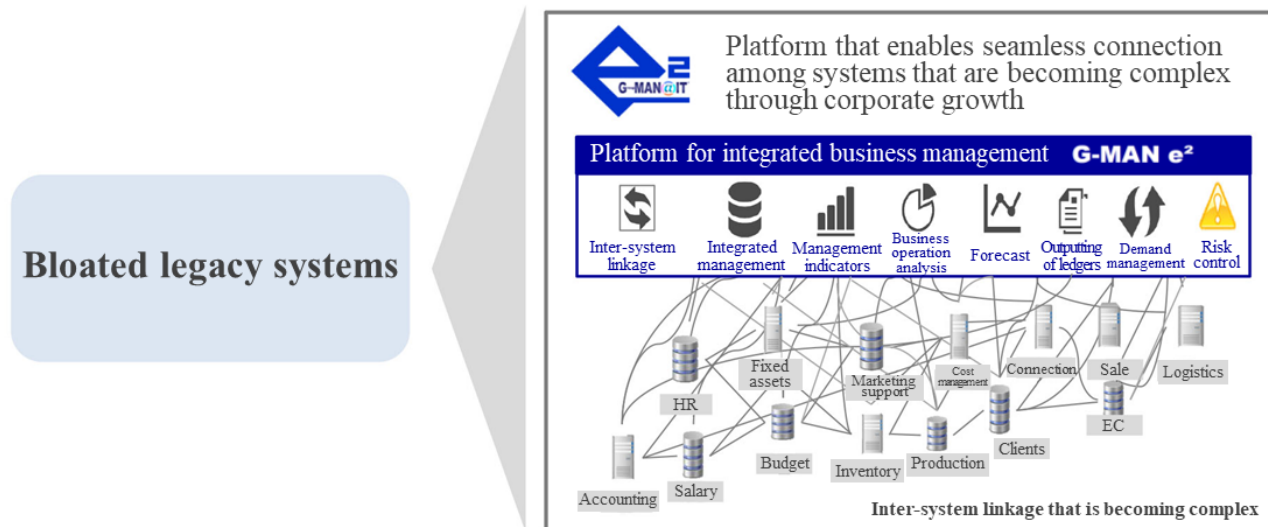 Bloated legacy systems
e2
G-MAN@IT
Platform that enables seamless connection
among systems that are becoming complex
through corporate growth
Platform for integrated business management G-MAN e²
Inter-system
linkage
Integrated
management
Management
indicators
Business
operation
analysis
Forecast
Outputting
of ledgers
Demand
management
Risk
control
HR
Fixed
assets
Marketing
support
Cost
management
Connection
Sale
Logistics
Accounting
Salary
Budget
Inventory
Production
Clients
EC
Inter-system linkage that is becoming complex